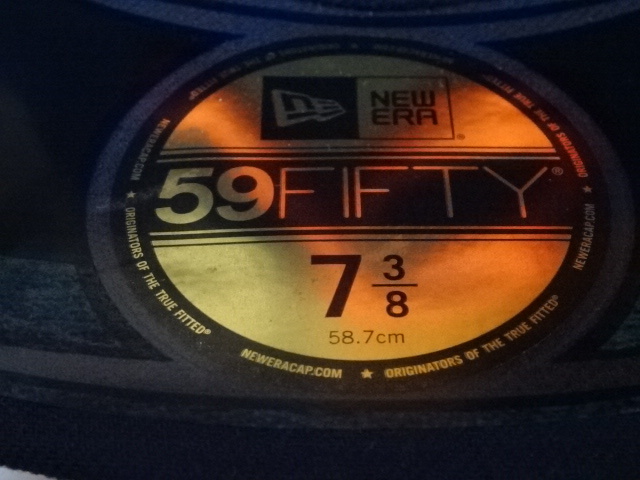 NEW
ERA
59FIFTY®
7 3/8
58.7cm
NEWERACAP.COM ★ ORIGINATORS OF THE TRUE FITTED®
NEWERACAP.COM ★ ORIGINATORS OF THE TRUE FITTED®
NEWERACAP.COM ★ ORIGINATORS OF THE TRUE FITTED